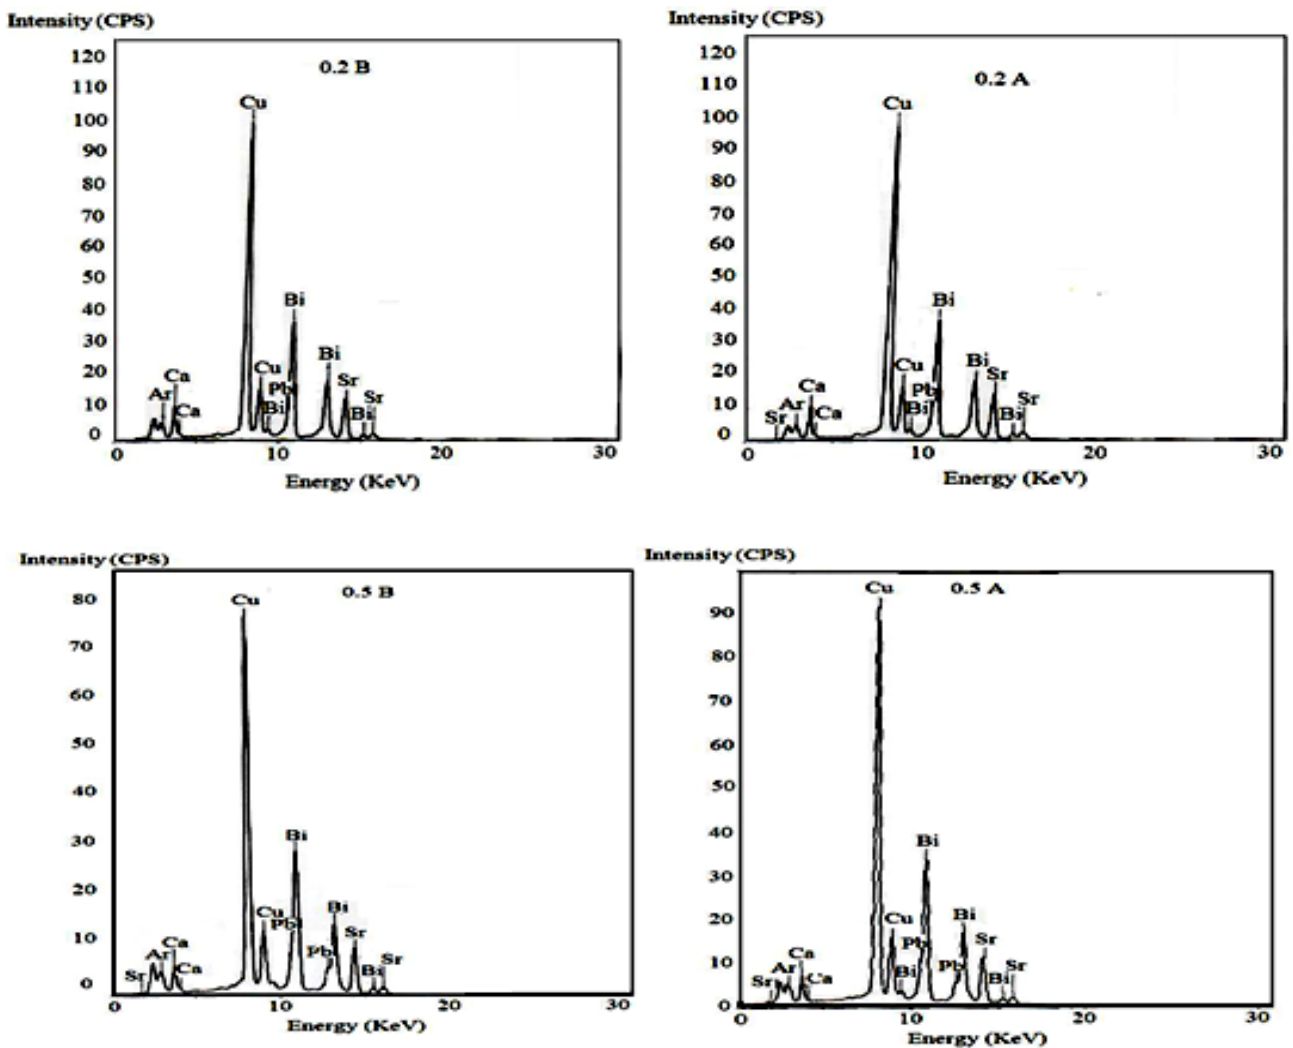 Intensity (CPS)
0.2 B
120
110
100
90
80
70
60
50
40
30
20
10
0
Cu
Bi
Bi
Ca
Cu
Sr
Ar
Pb
Sr
Ca
Bi
Bi
0 10 20 30
Energy (KeV)
Intensity (CPS)
0.2 A
120
110
100
90
80
70
60
50
40
30
20
10
0
Cu
Bi
Bi
Cu
Sr
Ca
Pb
Sr
Ar
Bi
Sr
Ca
Bi
0 10 20 30
Energy (KeV)
Intensity (CPS)
0.5 B
80
70
60
50
40
30
20
10
0
Cu
Bi
Cu
Bi
Pb
Sr
Ca
Ar
Pb
Sr
Ca
Sr
Bi
0 10 20 30
Energy (KeV)
Intensity (CPS)
0.5 A
90
80
70
60
50
40
30
20
10
0
Cu
Bi
Cu
Bi
Pb
Sr
Ca
Ar
Pb
Sr
Bi
Sr
Ca
Bi
0 10 20 30
Energy (KeV)